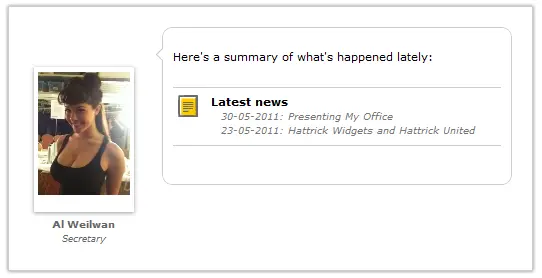 Here's a summary of what's happened lately:
Latest news
30-05-2011: Presenting My Office
23-05-2011: Hattrick Widgets and Hattrick United
Al Weilwan
Secretary